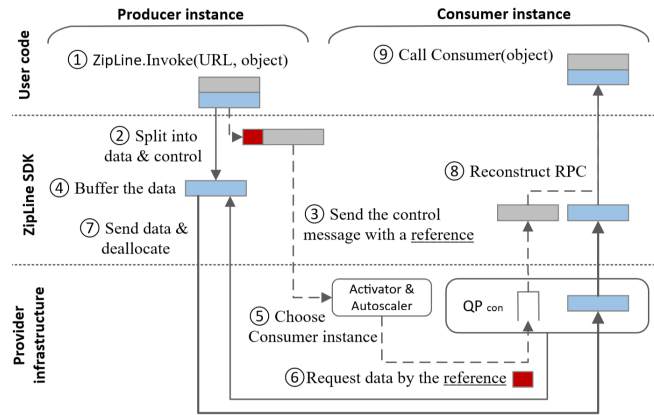 Producer instance
Consumer instance
User code
① ZipLine.Invoke(URL, object)
⑨ Call Consumer(object)
ZipLine SDK
② Split into
data & control
④ Buffer the data
⑦ Send data &
deallocate
③ Send the control
message with a reference
⑧ Reconstruct RPC
Provider
infrastructure
Activator &
Autoscaler
⑤ Choose
Consumer instance
QP con
⑥Request data by the reference